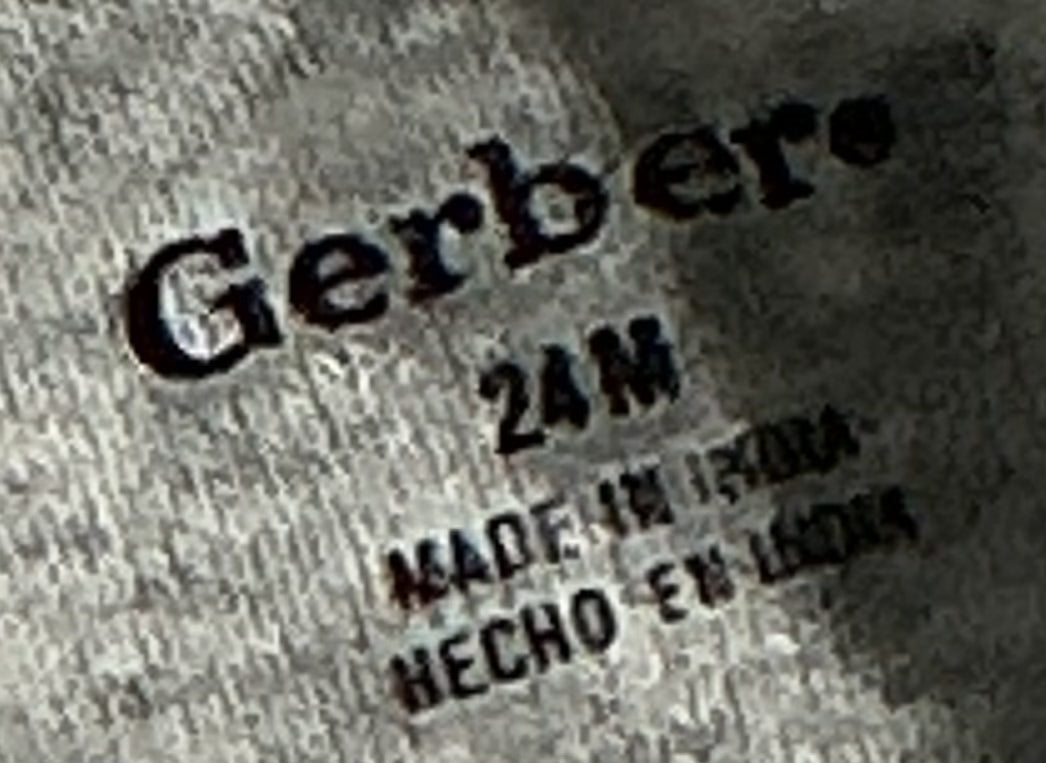 Gerber®
24M
MADE IN INDIA
HECHO EN INDIA